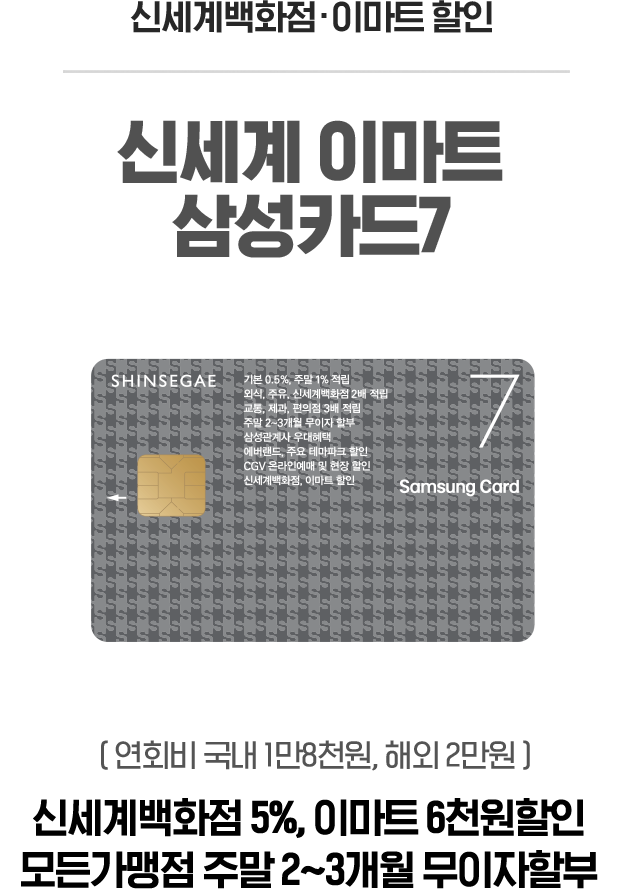 신세계백화점·이마트 할인
신세계 이마트
삼성카드7
SHINSEGAE
기본 0.5%, 주말 1% 적립
외식, 주유, 신세계백화점 2배 적립
교통, 제과, 편의점 3배 적립
주말 2~3개월 무이자 할부
삼성관계사 우대혜택
에버랜드, 주요 테마파크 할인
CGV 온라인예매 및 현장 할인
신세계백화점, 이마트 할인
7
Samsung Card
( 연회비 국내 1만8천원, 해외 2만원 )
신세계백화점 5%, 이마트 6천원할인
모든가맹점 주말 2~3개월 무이자할부